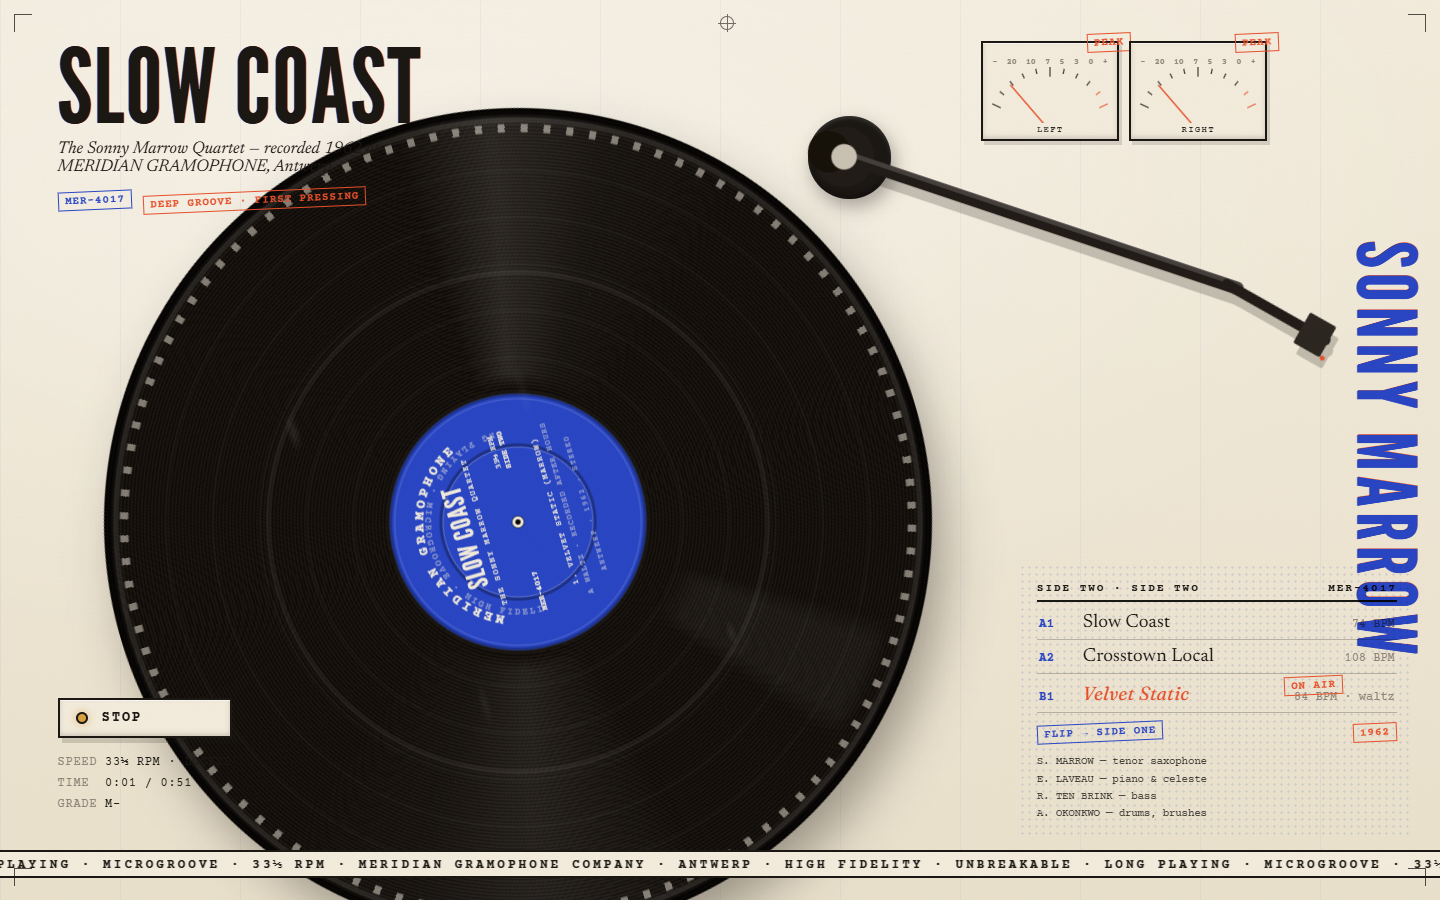 SLOW COAST
The Sonny Marrow Quartet – recorded
MERIDIAN GRAMOPHONE,
MER-4017
DEEP GROOVE · FIRST PRESSING
PEAK
PEAK
– 20 10 7 5 3 0 +
– 20 10 7 5 3 0 +
LEFT
RIGHT
SONNY MARROW
MERIDIAN GRAMOPHONE
SLOW COAST
THE SONNY MARROW QUARTET
33⅓ RPM
SIDE TWO
MER-4017
1. VELVET STATIC (MARROW)
A WALTZ · RECORDED AFTER HOURS
SIDE TWO · SIDE TWO
MER-4017
A1 Slow Coast 74 BPM
A2 Crosstown Local 108 BPM
ON AIR
B1 Velvet Static 84 BPM · waltz
FLIP → SIDE ONE
1962
S. MARROW — tenor saxophone
E. LAVEAU — piano & celeste
R. TEN BRINK — bass
A. OKONKWO — drums, brushes
STOP
SPEED 33⅓ RPM ·
TIME 0:01 / 0:51
GRADE M–
PLAYING · MICROGROOVE · 33⅓ RPM · MERIDIAN GRAMOPHONE COMPANY · ANTWERP · HIGH FIDELITY · UNBREAKABLE · LONG PLAYING · MICROGROOVE · 33⅓